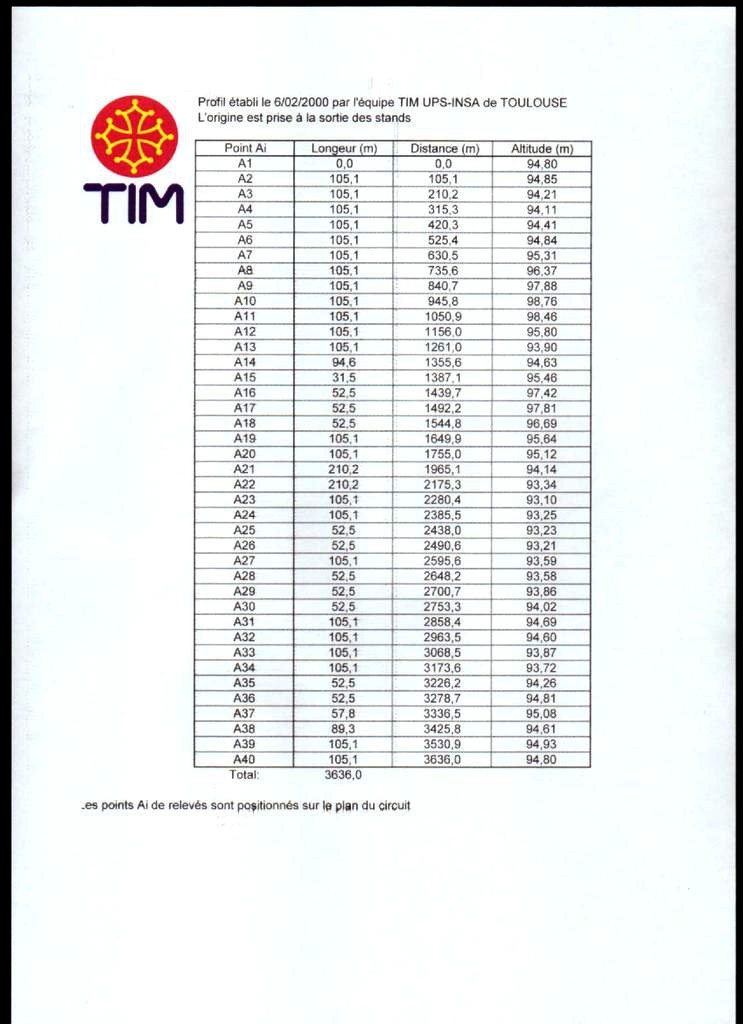 Profil établi le 6/02/2000 par l'équipe TIM UPS-INSA de TOULOUSE
L'origine est prise à la sortie des stands
TIM
Point Ai Longeur (m) Distance (m) Altitude (m)
A1 0,0 0,0 94,80
A2 105,1 105,1 94,85
A3 105,1 210,2 94,21
A4 105,1 315,3 94,11
A5 105,1 420,3 94,41
A6 105,1 525,4 94,84
A7 105,1 630,5 95,31
A8 105,1 735,6 96,37
A9 105,1 840,7 97,88
A10 105,1 945,8 98,76
A11 105,1 1050,9 98,46
A12 105,1 1156,0 95,80
A13 105,1 1261,0 93,90
A14 94,6 1355,6 94,63
A15 31,5 1387,1 95,46
A16 52,5 1439,7 97,42
A17 52,5 1492,2 97,81
A18 52,5 1544,8 96,69
A19 105,1 1649,9 95,64
A20 105,1 1755,0 95,12
A21 210,2 1965,1 94,14
A22 210,2 2175,3 93,34
A23 105,1 2280,4 93,10
A24 105,1 2385,5 93,25
A25 52,5 2438,0 93,23
A26 52,5 2490,6 93,21
A27 105,1 2595,6 93,59
A28 52,5 2648,2 93,58
A29 52,5 2700,7 93,86
A30 52,5 2753,3 94,02
A31 105,1 2858,4 94,69
A32 105,1 2963,5 94,60
A33 105,1 3068,5 93,87
A34 105,1 3173,6 93,72
A35 52,5 3226,2 94,26
A36 52,5 3278,7 94,81
A37 57,8 3336,5 95,08
A38 89,3 3425,8 94,61
A39 105,1 3530,9 94,93
A40 105,1 3636,0 94,80
Total: 3636,0
es points Ai de relevés sont positionnés sur le plan du circuit